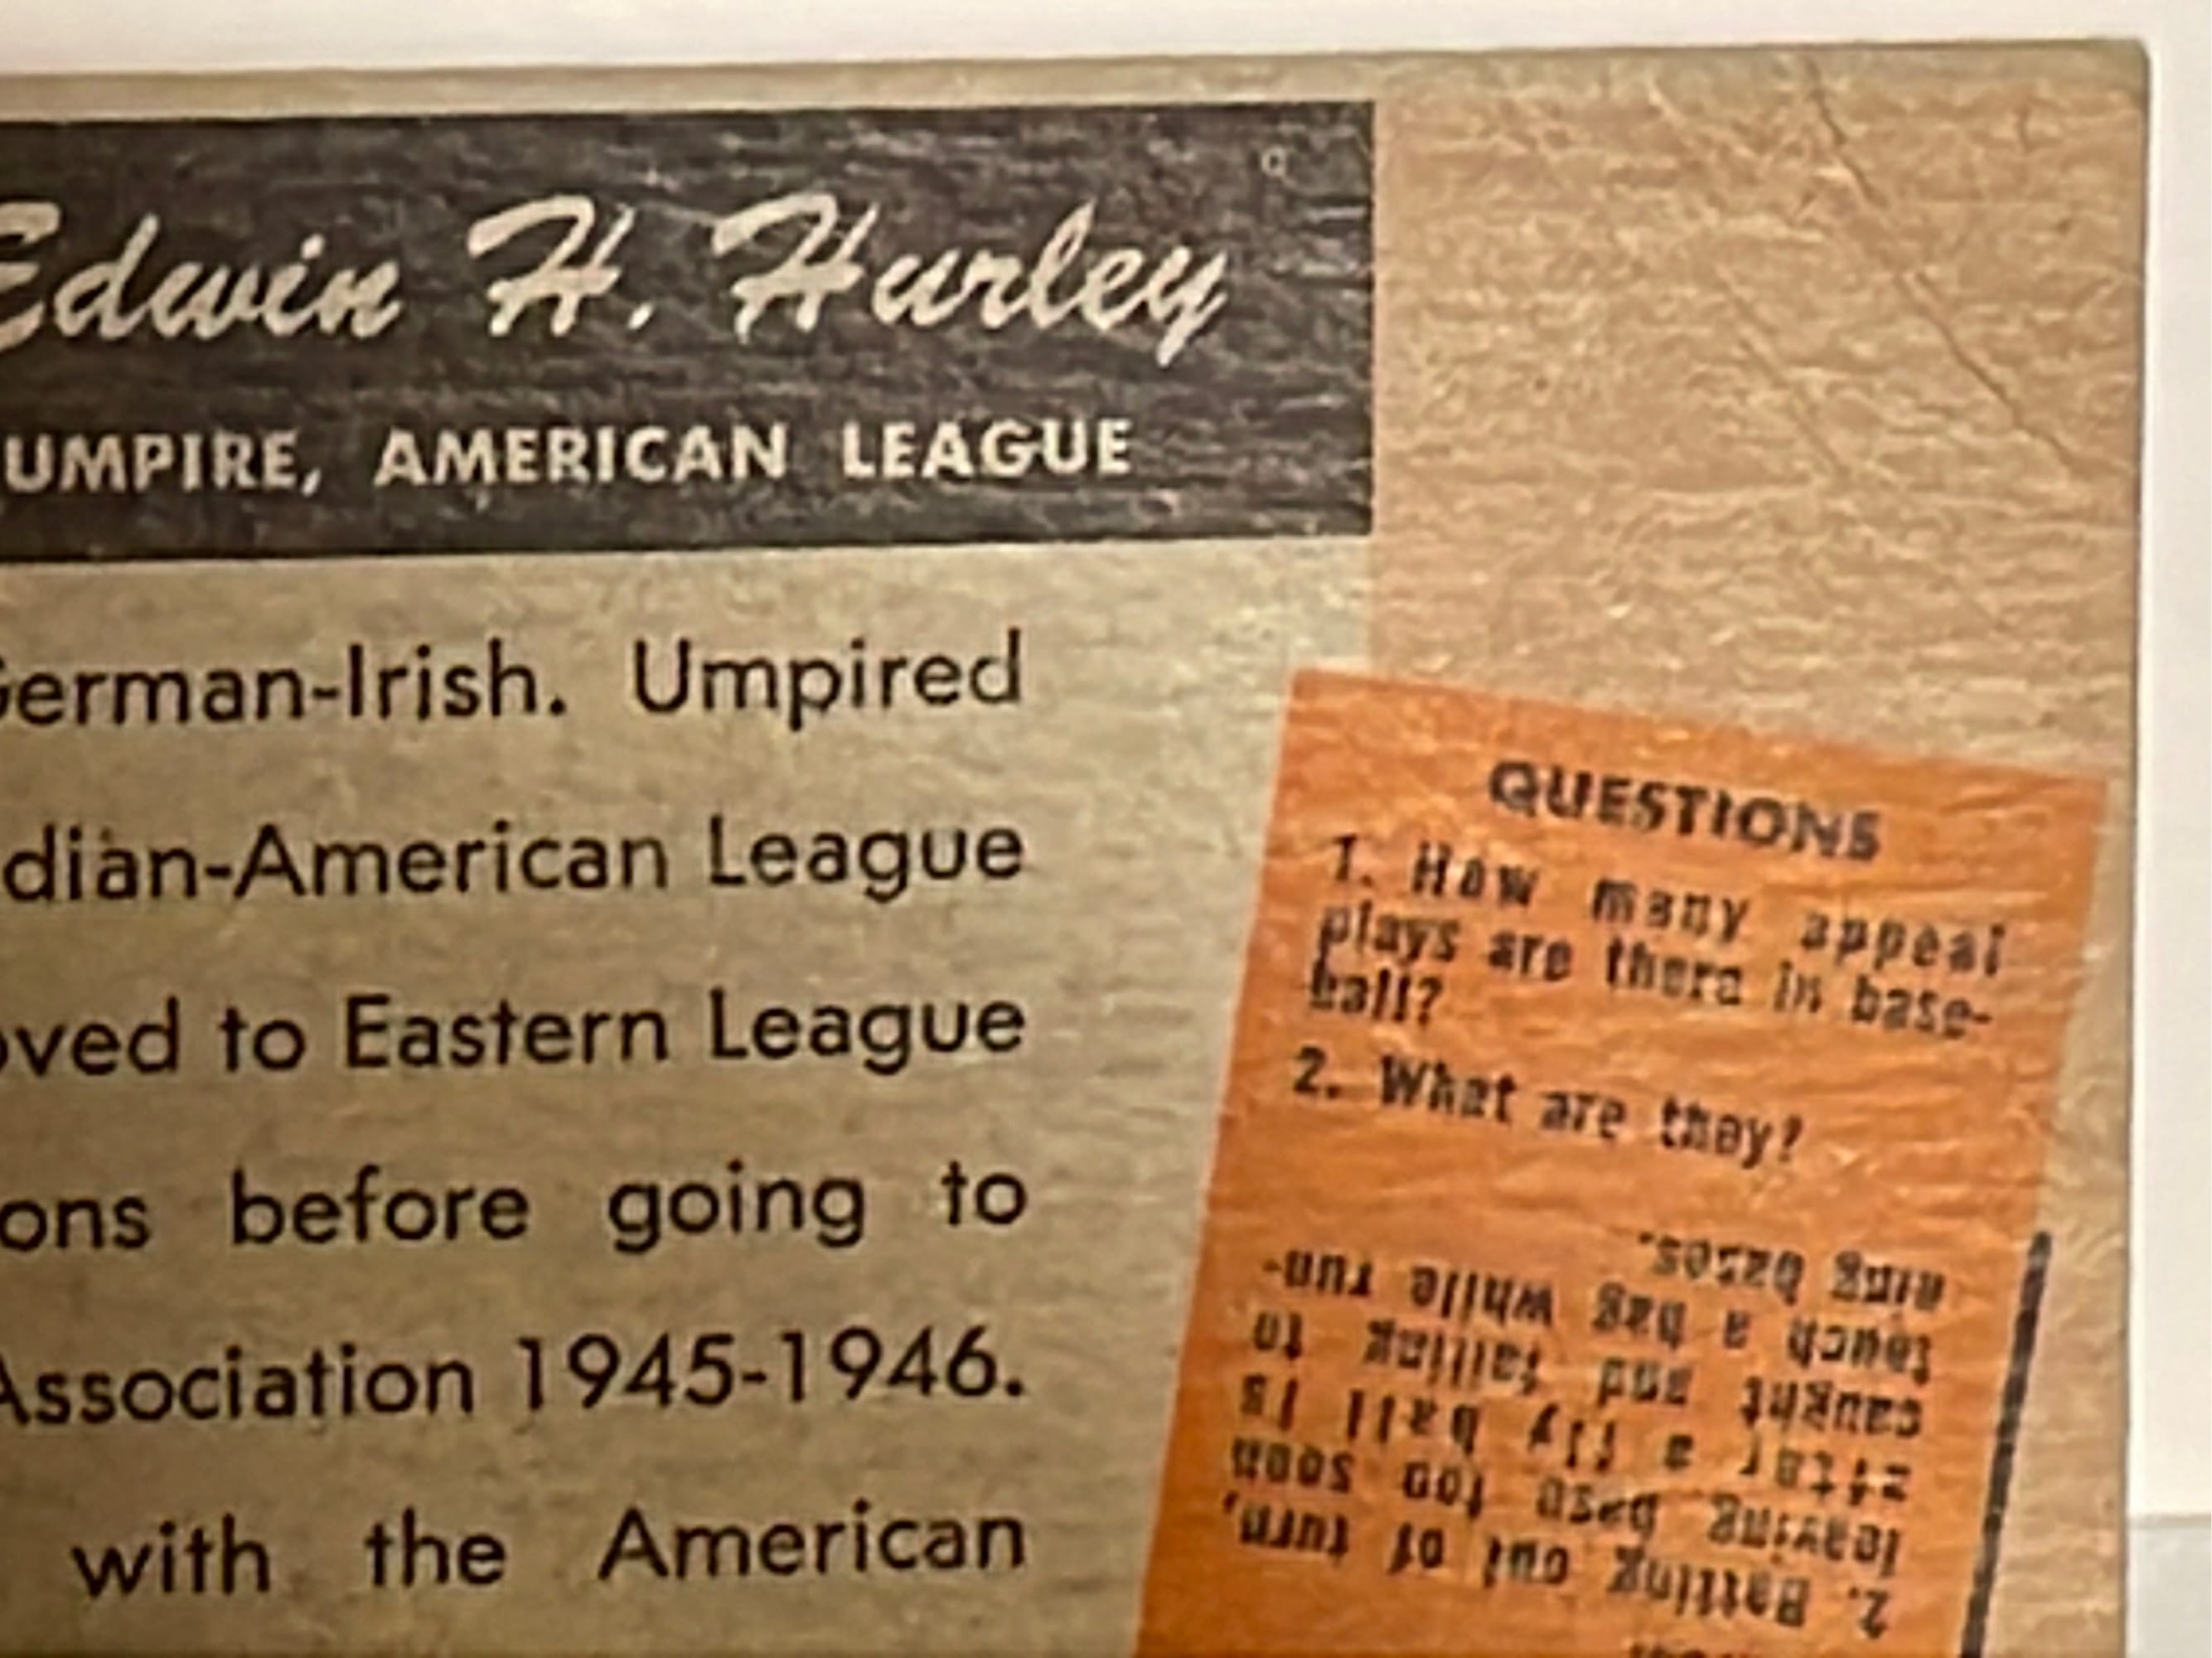 Edwin H. Hurley
UMPIRE, AMERICAN LEAGUE
German-Irish. Umpired
dian-American League
oved to Eastern League
ons before going to
Association 1945-1946.
with the American
QUESTIONS
1. How many appeal
plays are there in base-
ball?
2. What are they?
2. Batting out of turn,
leaving base too soon
after a fly ball is
caught and failing to
touch a bag while run-
ning bases.